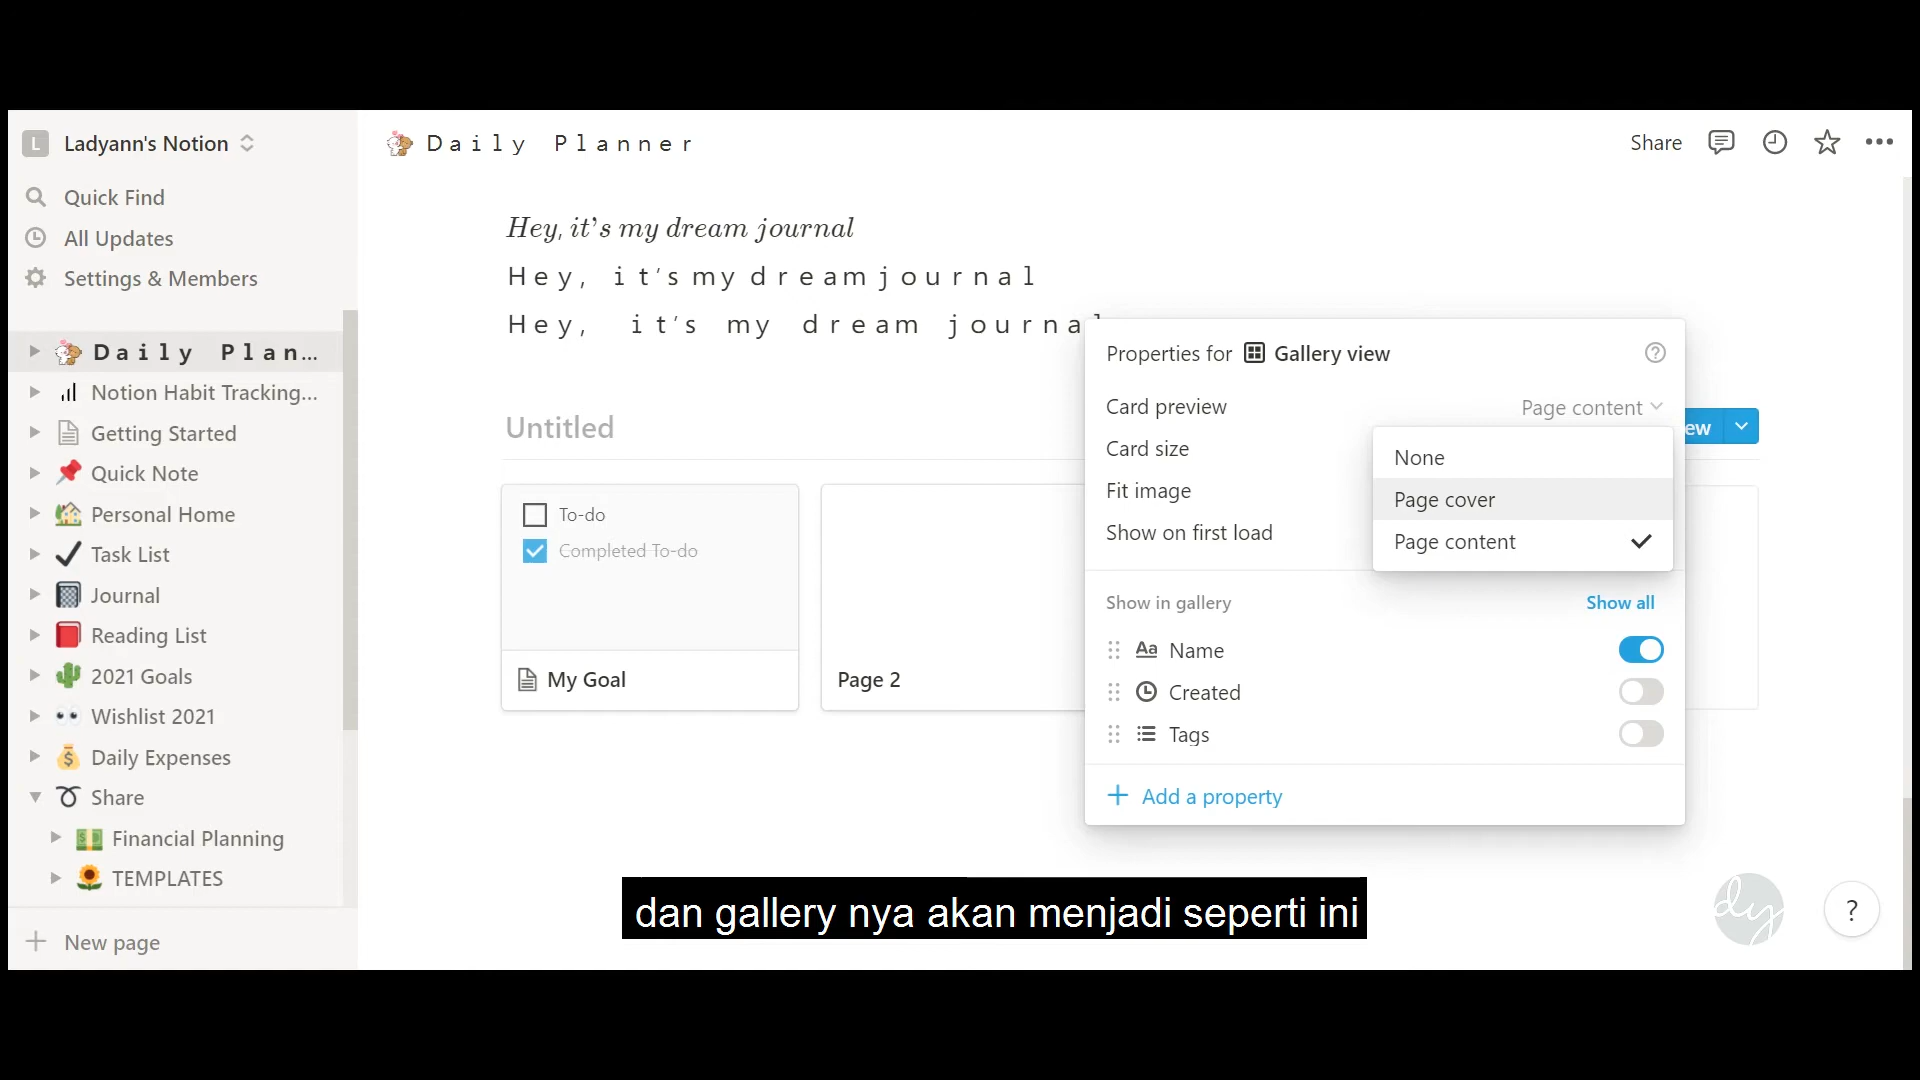 L Ladyann's Notion
Quick Find
All Updates
Settings & Members
Daily Plan...
Notion Habit Tracking...
Getting Started
Quick Note
Personal Home
Task List
Journal
Reading List
2021 Goals
Wishlist 2021
Daily Expenses
Share
Financial Planning
TEMPLATES
New page
Daily Planner
Share
Hey, it's my dream journal
Hey, it's my dream journal
Hey, it's my dream journal
Untitled
To-do
Completed To-do
My Goal
Page 2
Properties for Gallery view
Card preview Page content
Card size
Fit image
Show on first load
None
Page cover
Page content
Show in gallery Show all
Aa Name
Created
Tags
Add a property
dan gallery nya akan menjadi seperti ini
dy
?